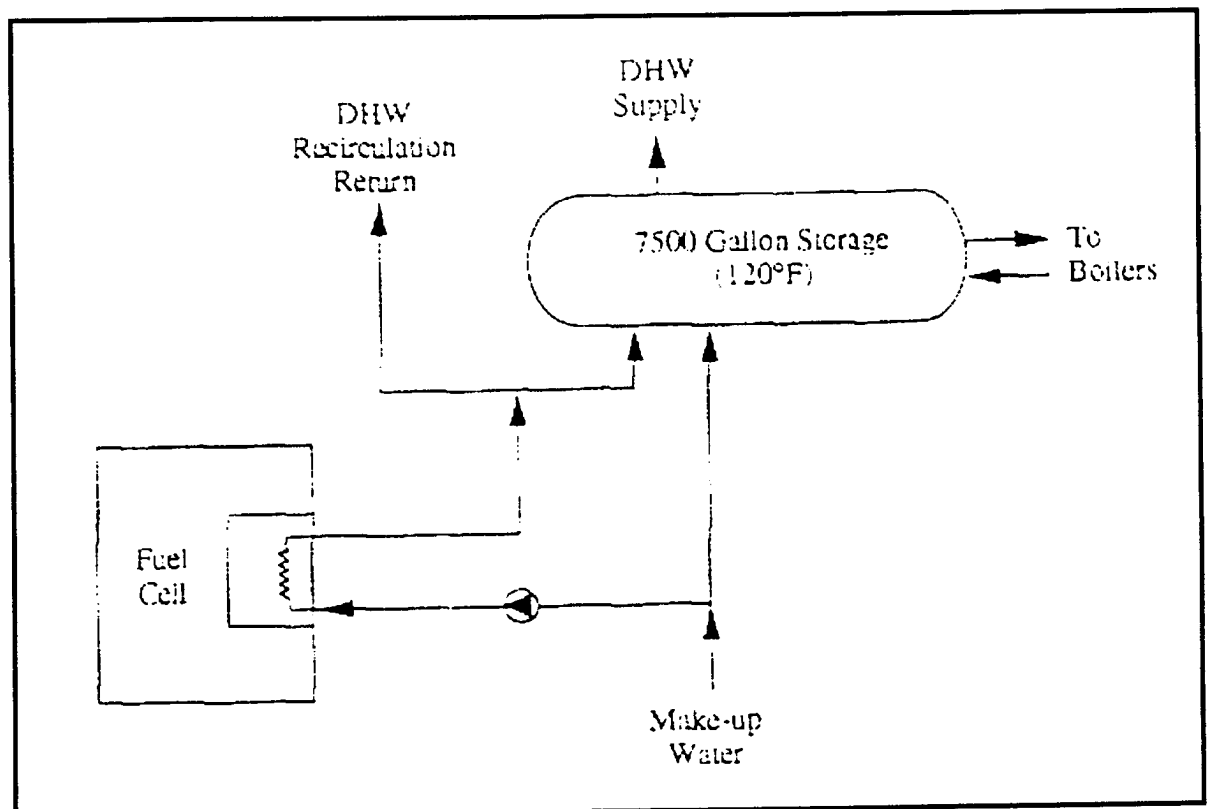 DHW
Supply
DHW
Recirculation
Return
7500 Gallon Storage
(120°F)
To
Boilers
Fuel
Cell
Make-up
Water